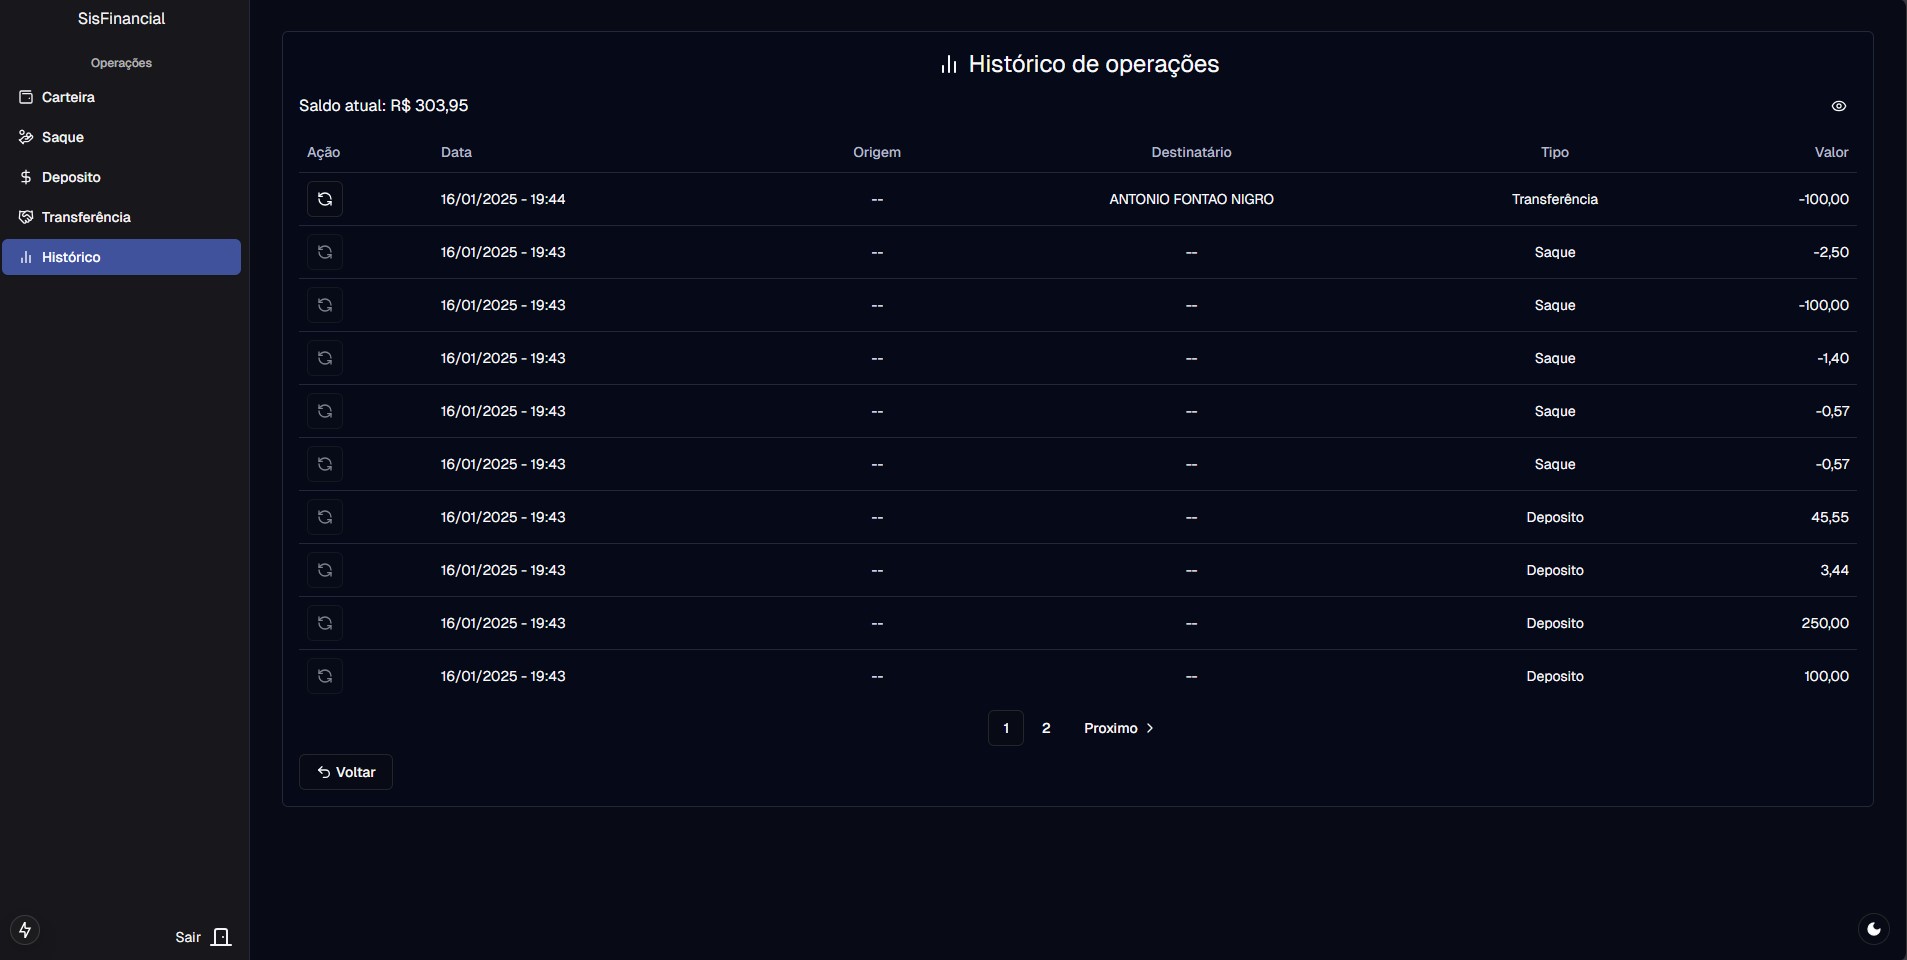 SisFinancial
Operações
Carteira
Saque
Deposito
Transferência
Histórico
Sair
Histórico de operações
Saldo atual: R$ 303,95
Ação Data Origem Destinatário Tipo Valor
16/01/2025 - 19:44 -- ANTONIO FONTAO NIGRO Transferência -100,00
16/01/2025 - 19:43 -- -- Saque -2,50
16/01/2025 - 19:43 -- -- Saque -100,00
16/01/2025 - 19:43 -- -- Saque -1,40
16/01/2025 - 19:43 -- -- Saque -0,57
16/01/2025 - 19:43 -- -- Saque -0,57
16/01/2025 - 19:43 -- -- Deposito 45,55
16/01/2025 - 19:43 -- -- Deposito 3,44
16/01/2025 - 19:43 -- -- Deposito 250,00
16/01/2025 - 19:43 -- -- Deposito 100,00
1 2 Proximo
Voltar